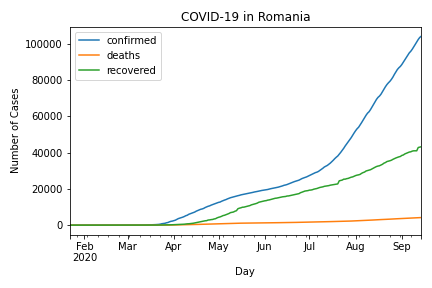 COVID-19 in Romania
confirmed
deaths
recovered
Number of Cases
100000
80000
60000
40000
20000
0
Feb Mar Apr May Jun Jul Aug Sep
2020
Day